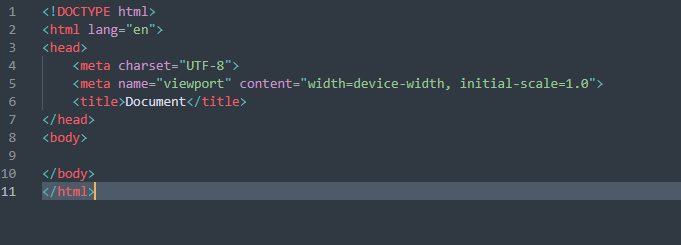 1 <!DOCTYPE html>
2 <html lang="en">
3 <head>
4     <meta charset="UTF-8">
5     <meta name="viewport" content="width=device-width, initial-scale=1.0">
6     <title>Document</title>
7 </head>
8 <body>
9
10 </body>
11 </html>